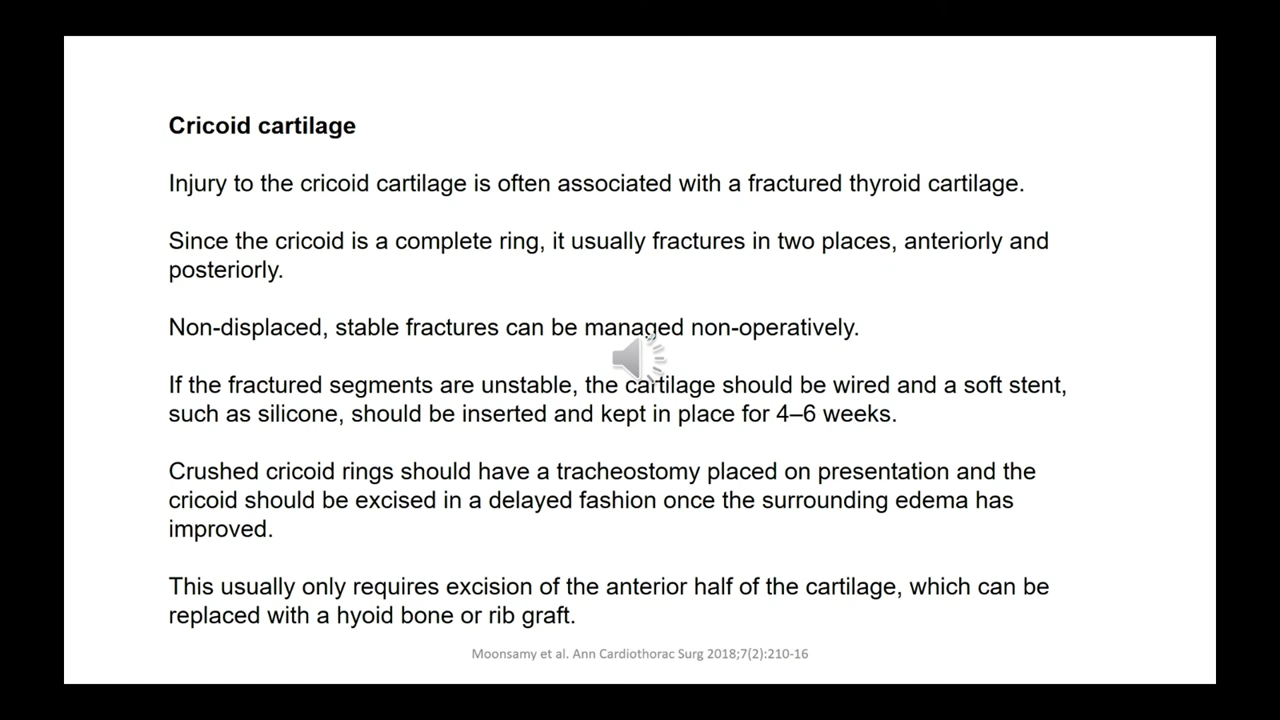 Cricoid cartilage
Injury to the cricoid cartilage is often associated with a fractured thyroid cartilage.
Since the cricoid is a complete ring, it usually fractures in two places, anteriorly and
posteriorly.
Non-displaced, stable fractures can be managed non-operatively.
If the fractured segments are unstable, the cartilage should be wired and a soft stent,
such as silicone, should be inserted and kept in place for 4–6 weeks.
Crushed cricoid rings should have a tracheostomy placed on presentation and the
cricoid should be excised in a delayed fashion once the surrounding edema has
improved.
This usually only requires excision of the anterior half of the cartilage, which can be
replaced with a hyoid bone or rib graft.
Moonsamy et al. Ann Cardiothorac Surg 2018;7(2):210-16